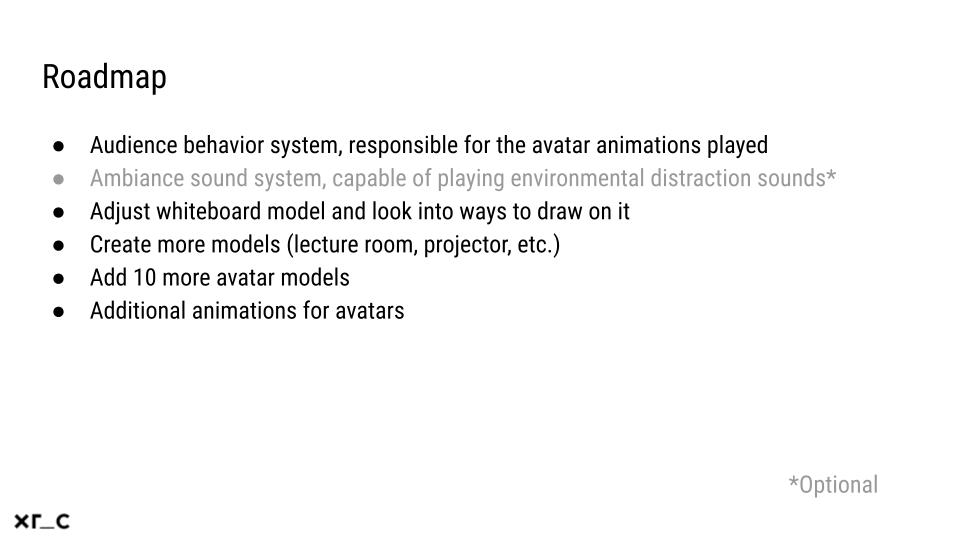 Roadmap
● Audience behavior system, responsible for the avatar animations played
● Ambiance sound system, capable of playing environmental distraction sounds*
● Adjust whiteboard model and look into ways to draw on it
● Create more models (lecture room, projector, etc.)
● Add 10 more avatar models
● Additional animations for avatars
*Optional
xr_c